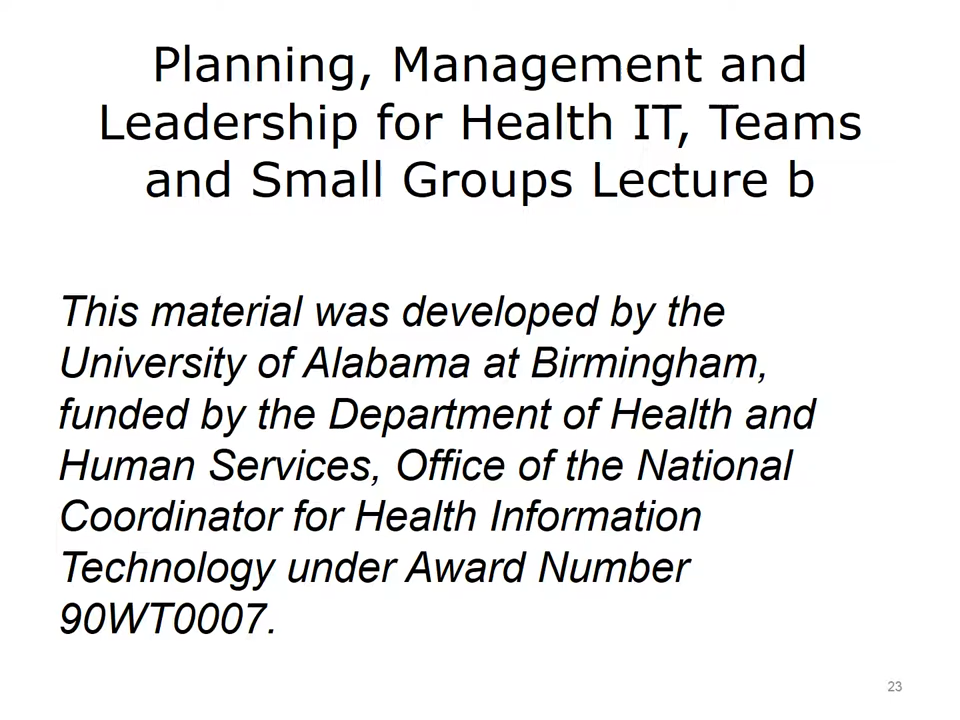 Planning, Management and
Leadership for Health IT, Teams
and Small Groups Lecture b
This material was developed by the
University of Alabama at Birmingham,
funded by the Department of Health and
Human Services, Office of the National
Coordinator for Health Information
Technology under Award Number
90WT0007.
23